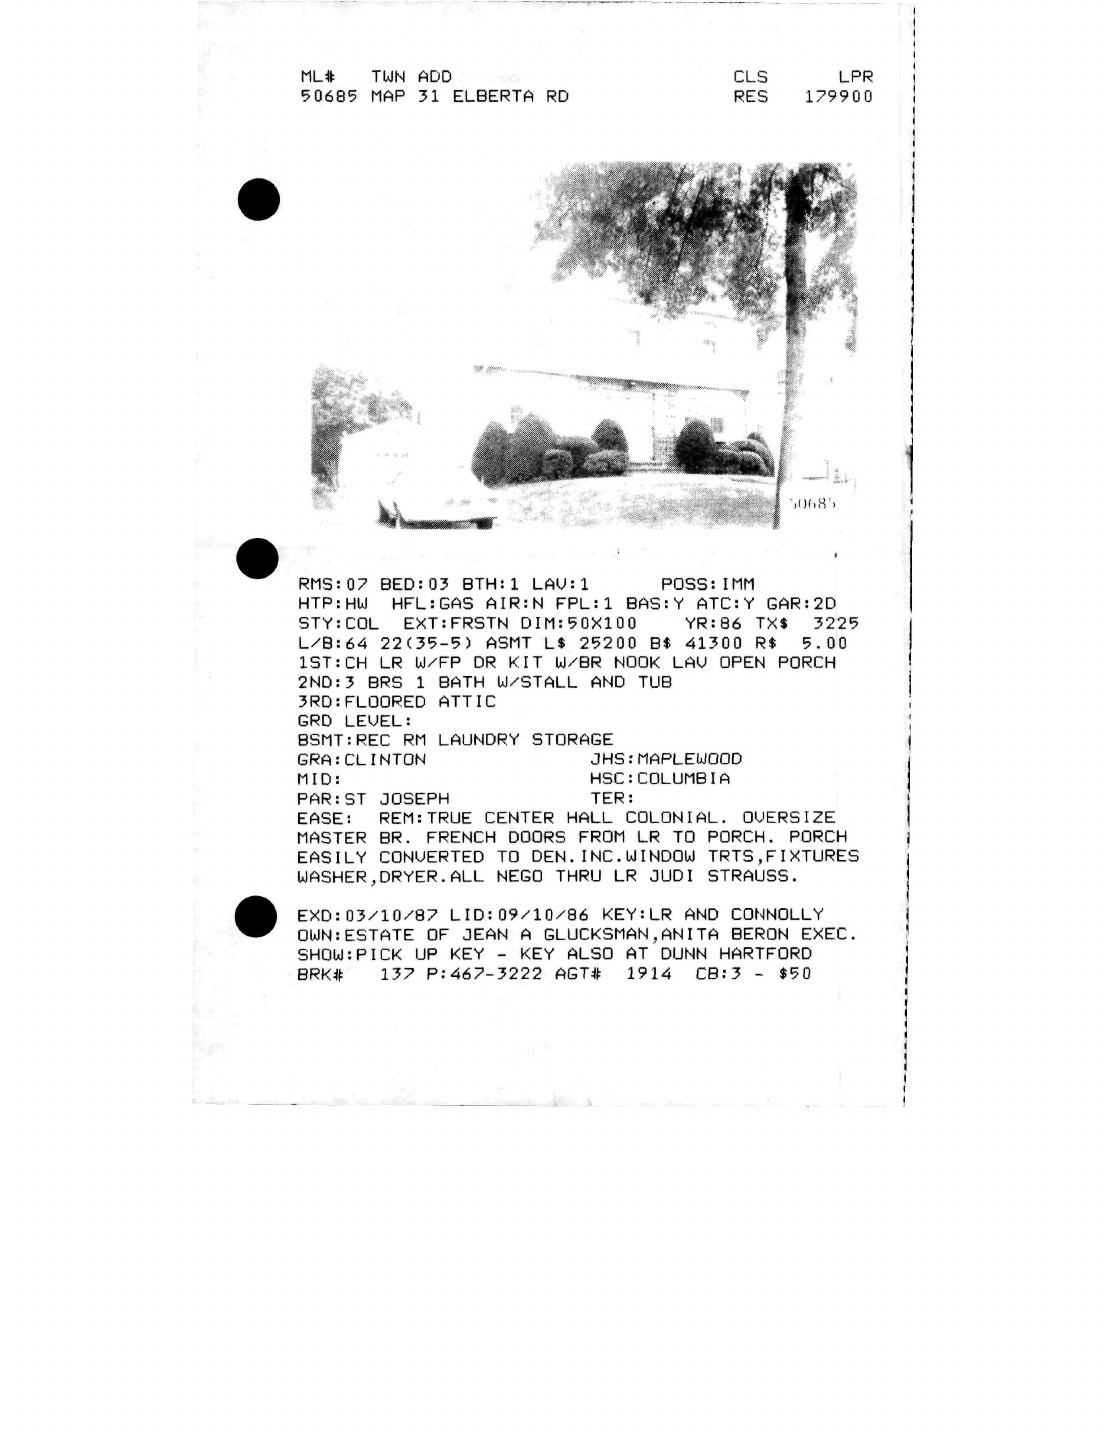 ML#   TWN ADD   CLS   LPR
50685 MAP 31 ELBERTA RD   RES   179900
50685
RMS:07 BED:03 BTH:1 LAV:1   POSS:IMM
HTP:HW  HFL:GAS AIR:N FPL:1 BAS:Y ATC:Y GAR:2D
STY:COL  EXT:FRSTN DIM:50X100   YR:86 TX$  3225
L/B:64 22(35-5) ASMT L$ 25200 B$ 41300 R$  5.00
1ST:CH LR W/FP DR KIT W/BR NOOK LAV OPEN PORCH
2ND:3 BRS 1 BATH W/STALL AND TUB
3RD:FLOORED ATTIC
GRD LEVEL:
BSMT:REC RM LAUNDRY STORAGE
GRA:CLINTON   JHS:MAPLEWOOD
MID:   HSC:COLUMBIA
PAR:ST JOSEPH   TER:
EASE:  REM:TRUE CENTER HALL COLONIAL. OVERSIZE
MASTER BR. FRENCH DOORS FROM LR TO PORCH. PORCH
EASILY CONVERTED TO DEN.INC.WINDOW TRTS,FIXTURES
WASHER,DRYER.ALL NEGO THRU LR JUDI STRAUSS.
EXD:03/10/87 LID:09/10/86 KEY:LR AND CONNOLLY
OWN:ESTATE OF JEAN A GLUCKSMAN,ANITA BERON EXEC.
SHOW:PICK UP KEY - KEY ALSO AT DUNN HARTFORD
BRK#   137 P:467-3222 AGT#  1914  CB:3 - $50